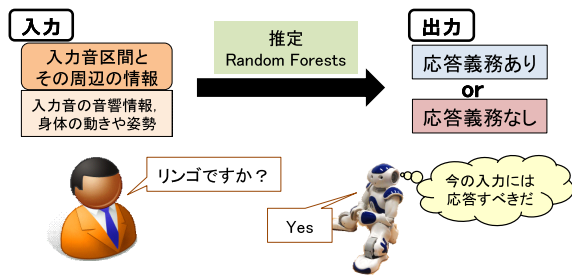 入力
入力音区間と
その周辺の情報
入力音の音響情報,
身体の動きや姿勢
推定
Random Forests
出力
応答義務あり
or
応答義務なし
リンゴですか？
Yes
今の入力には
応答すべきだ